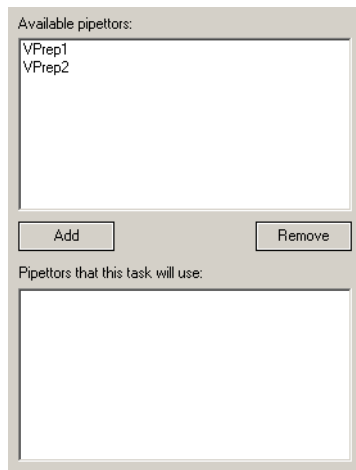 Available pipettors:
VPrep1
VPrep2
Add
Remove
Pipettors that this task will use: